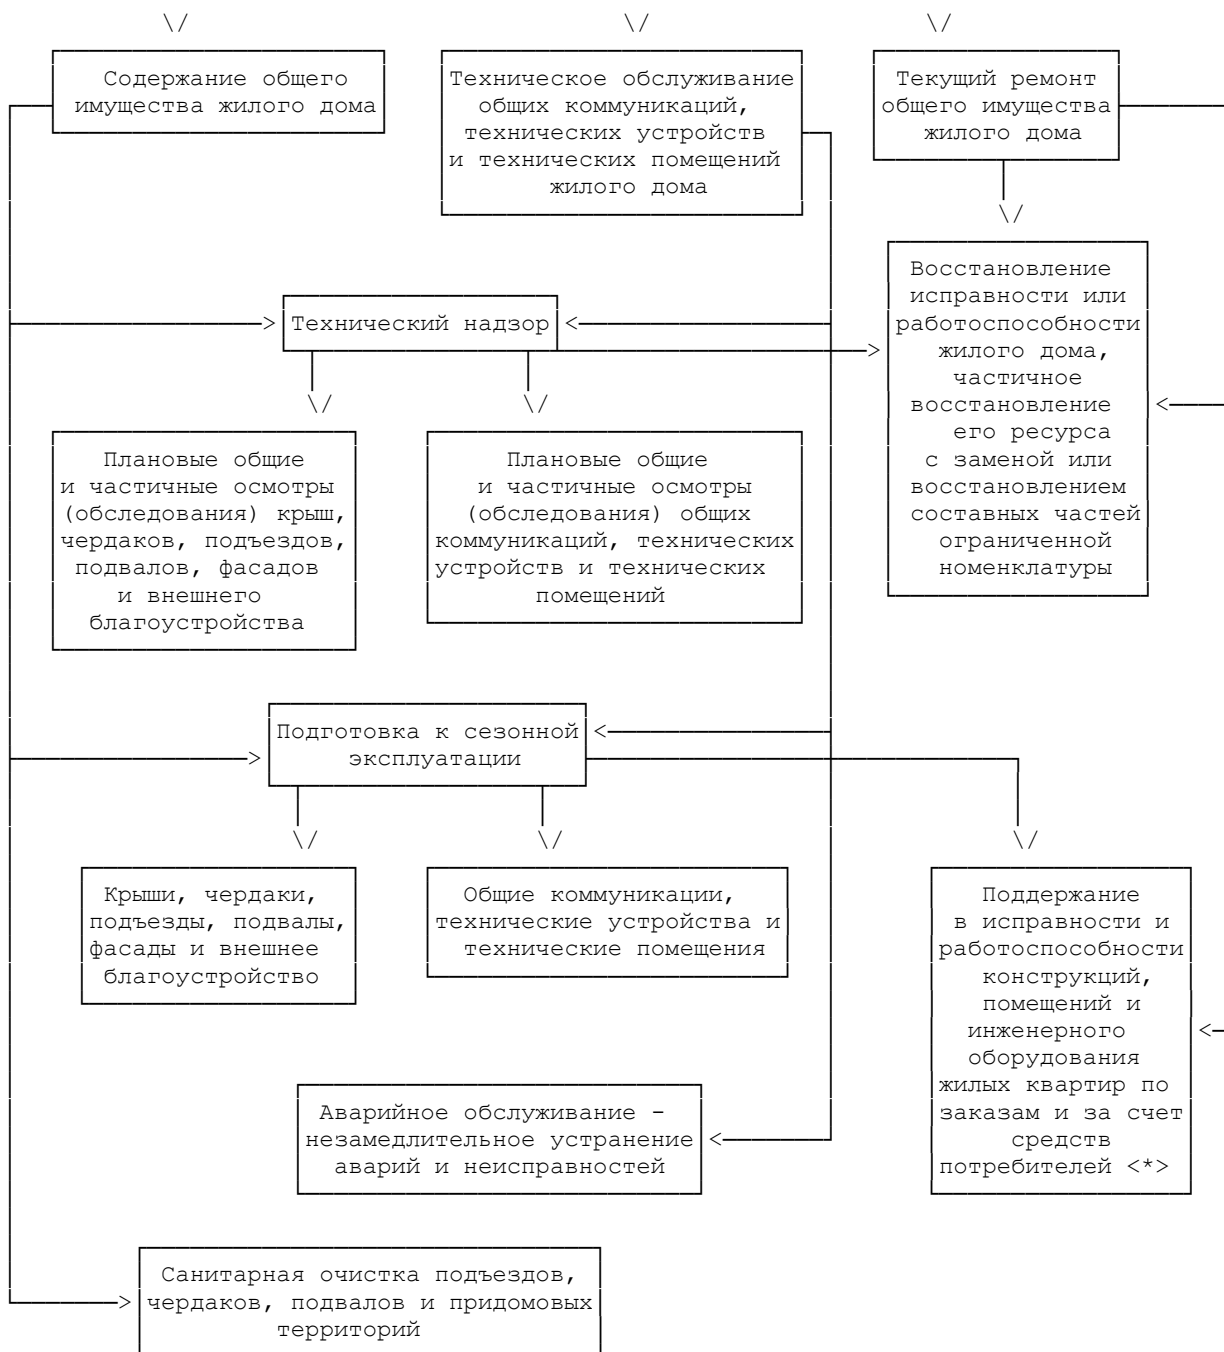 Содержание общего
имущества жилого дома
Техническое обслуживание
общих коммуникаций,
технических устройств
и технических помещений
жилого дома
Текущий ремонт
общего имущества
жилого дома
Восстановление
исправности или
работоспособности
жилого дома,
частичное
восстановление
его ресурса
с заменой или
восстановлением
составных частей
ограниченной
номенклатуры
Технический надзор
Плановые общие
и частичные осмотры
(обследования) крыш,
чердаков, подъездов,
подвалов, фасадов
и внешнего
благоустройства
Плановые общие
и частичные осмотры
(обследования) общих
коммуникаций, технических
устройств и технических
помещений
Подготовка к сезонной
эксплуатации
Крыши, чердаки,
подъезды, подвалы,
фасады и внешнее
благоустройство
Общие коммуникации,
технические устройства и
технические помещения
Поддержание
в исправности и
работоспособности
конструкций,
помещений и
инженерного
оборудования
жилых квартир по
заказам и за счет
средств
потребителей <*>
Аварийное обслуживание -
незамедлительное устранение
аварий и неисправностей
Санитарная очистка подъездов,
чердаков, подвалов и придомовых
территорий